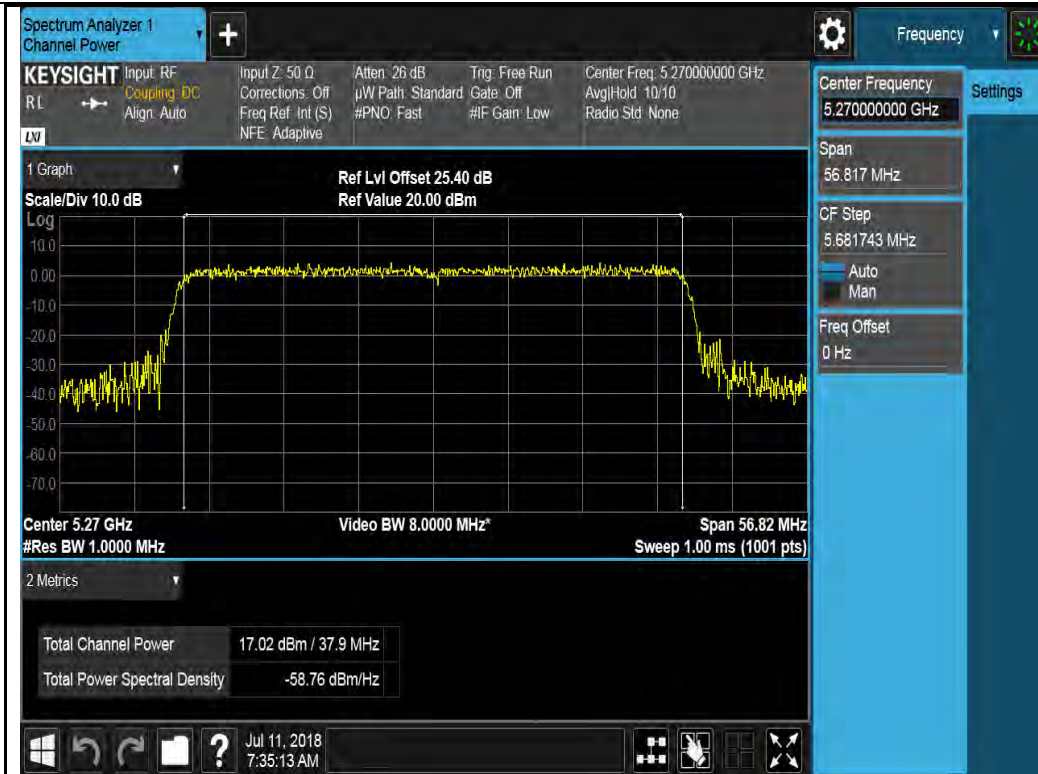 Spectrum Analyzer 1
Channel Power
+
Frequency
KEYSIGHT
RL
LXI
Input: RF
Coupling: DC
Align: Auto
Input Z: 50 Ω
Corrections: Off
Freq Ref: Int (S)
NFE: Adaptive
Atten: 26 dB
µW Path: Standard
#PNO: Fast
Trig: Free Run
Gate: Off
#IF Gain: Low
Center Freq: 5.270000000 GHz
Avg|Hold: 10/10
Radio Std: None
Center Frequency
5.270000000 GHz
Settings
Span
56.817 MHz
CF Step
5.681743 MHz
Auto
Man
Freq Offset
0 Hz
1 Graph
Scale/Div 10.0 dB
Ref Lvl Offset 25.40 dB
Ref Value 20.00 dBm
Log
10.0
0.00
-10.0
-20.0
-30.0
-40.0
-50.0
-60.0
-70.0
Center 5.27 GHz
#Res BW 1.0000 MHz
Video BW 8.0000 MHz*
Span 56.82 MHz
Sweep 1.00 ms (1001 pts)
2 Metrics
Total Channel Power 17.02 dBm / 37.9 MHz
Total Power Spectral Density -58.76 dBm/Hz
?
Jul 11, 2018
7:35:13 AM